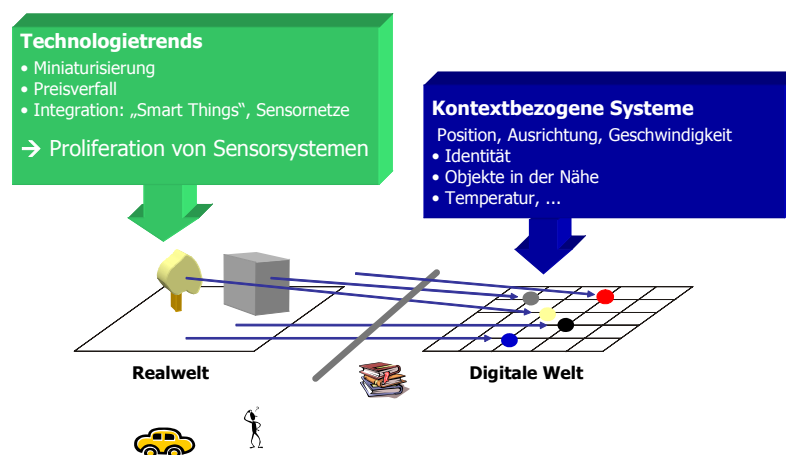 Technologietrends
• Miniaturisierung
• Preisverfall
• Integration: „Smart Things“, Sensornetze
→ Proliferation von Sensorsystemen
Kontextbezogene Systeme
Position, Ausrichtung, Geschwindigkeit
• Identität
• Objekte in der Nähe
• Temperatur, ...
Realwelt
Digitale Welt